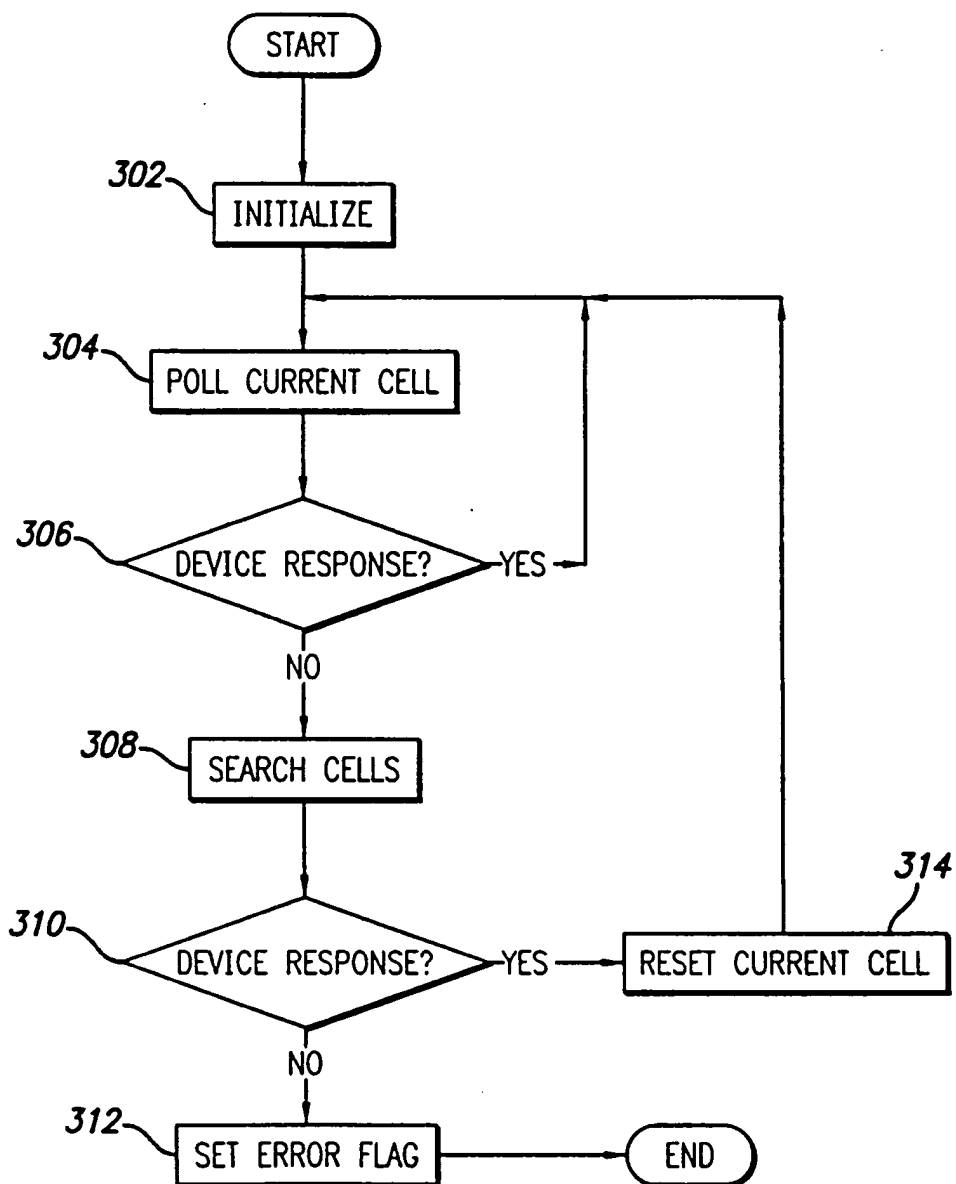 START
302
INITIALIZE
304
POLL CURRENT CELL
306
DEVICE RESPONSE?
YES
NO
308
SEARCH CELLS
314
310
DEVICE RESPONSE?
YES
RESET CURRENT CELL
NO
312
SET ERROR FLAG
END